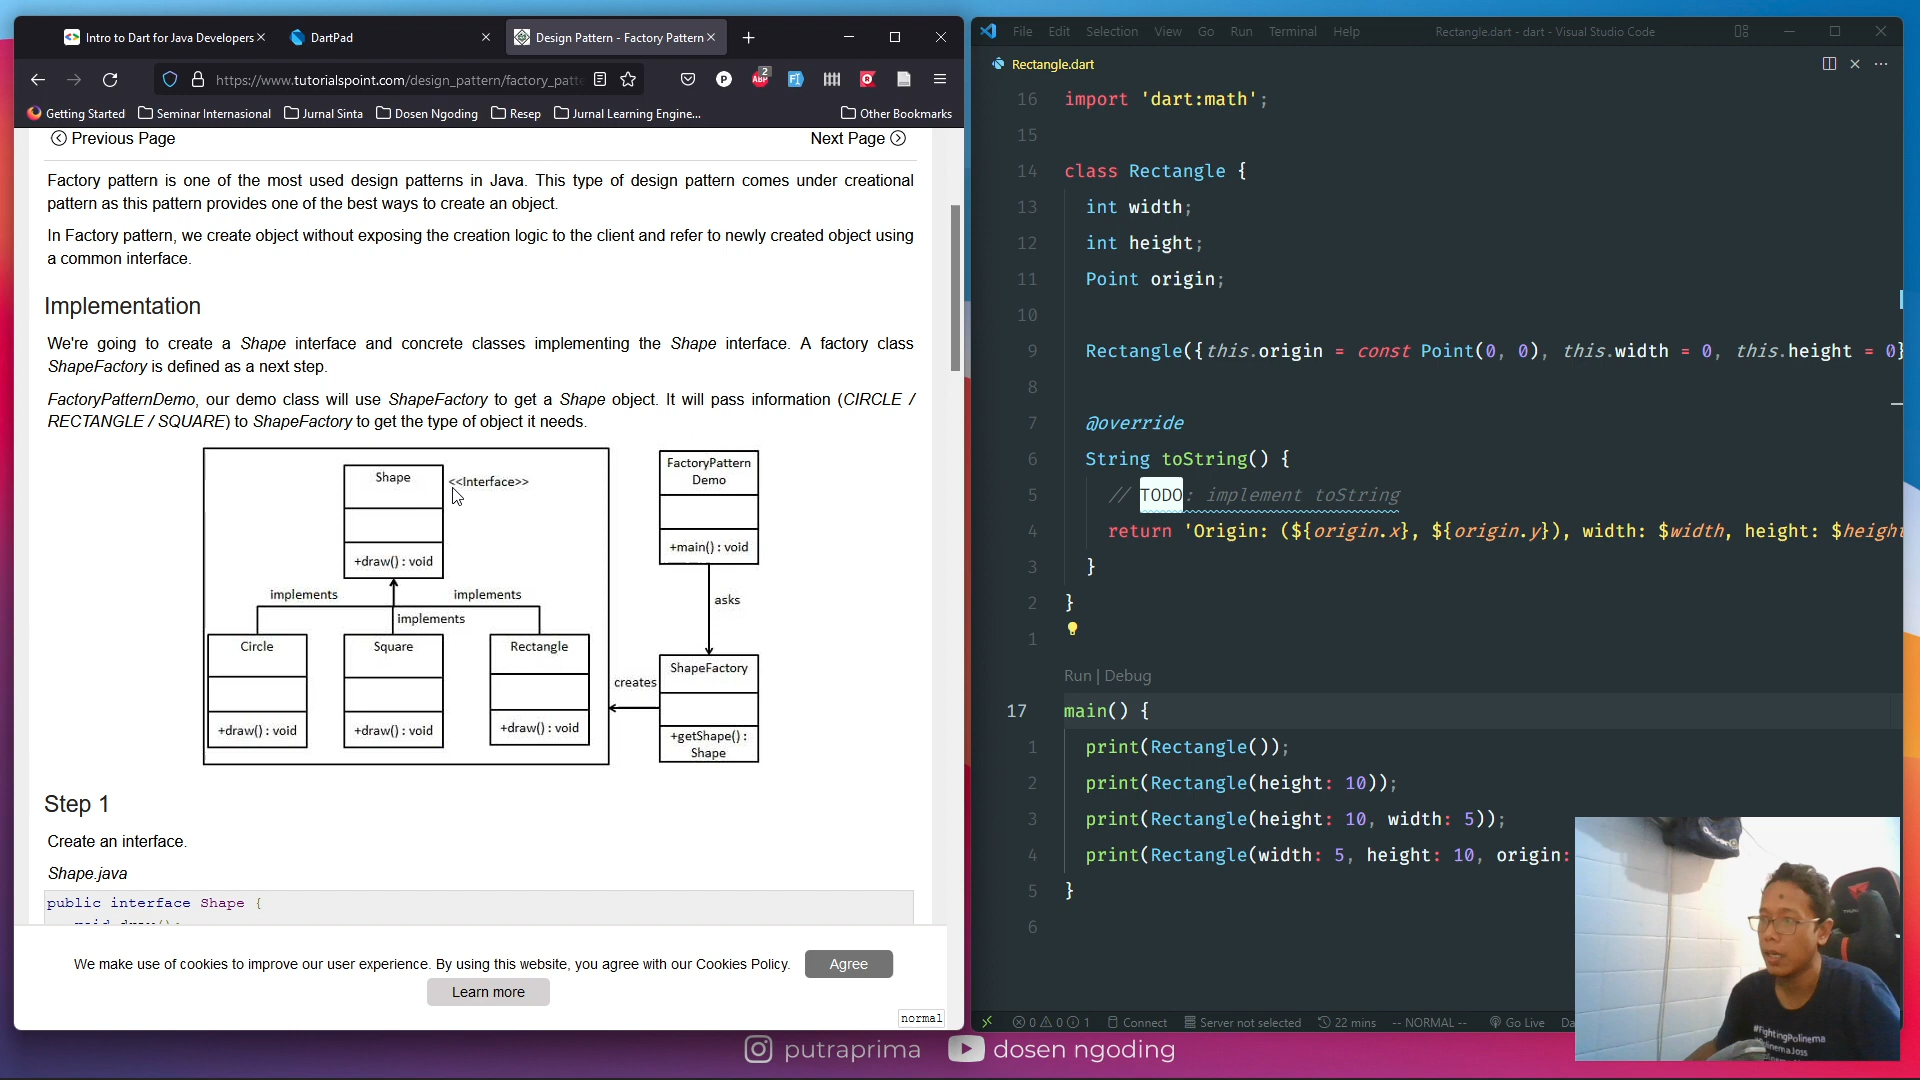 Intro to Dart for Java Developers
DartPad
Design Pattern - Factory Pattern
https://www.tutorialspoint.com/design_pattern/factory_patte
ABP
2
Getting Started
Seminar Internasional
Jurnal Sinta
Dosen Ngoding
Resep
Jurnal Learning Engine...
Other Bookmarks
Previous Page
Next Page
Factory pattern is one of the most used design patterns in Java. This type of design pattern comes under creational
pattern as this pattern provides one of the best ways to create an object.
In Factory pattern, we create object without exposing the creation logic to the client and refer to newly created object using
a common interface.
Implementation
We're going to create a Shape interface and concrete classes implementing the Shape interface. A factory class
ShapeFactory is defined as a next step.
FactoryPatternDemo, our demo class will use ShapeFactory to get a Shape object. It will pass information (CIRCLE /
RECTANGLE / SQUARE) to ShapeFactory to get the type of object it needs.
Shape
<<Interface>>
+draw() : void
FactoryPattern
Demo
+main() : void
implements
implements
implements
asks
Circle
Square
Rectangle
ShapeFactory
creates
+draw() : void
+draw() : void
+draw() : void
+getShape() :
Shape
Step 1
Create an interface.
Shape.java
public interface Shape {
void draw();
We make use of cookies to improve our user experience. By using this website, you agree with our Cookies Policy.
Agree
Learn more
normal
File Edit Selection View Go Run Terminal Help
Rectangle.dart - dart - Visual Studio Code
Rectangle.dart
16 import 'dart:math';
15
14 class Rectangle {
13 int width;
12 int height;
11 Point origin;
10
9 Rectangle({this.origin = const Point(0, 0), this.width = 0, this.height = 0}
8
7 @override
6 String toString() {
5 // TODO: implement toString
4 return 'Origin: (${origin.x}, ${origin.y}), width: $width, height: $height
3 }
2 }
1
Run | Debug
17 main() {
1 print(Rectangle());
2 print(Rectangle(height: 10));
3 print(Rectangle(height: 10, width: 5));
4 print(Rectangle(width: 5, height: 10, origin:
5 }
6
0 0 1
Connect
Server not selected
22 mins
-- NORMAL --
Go Live
Da
#FightingPolinema
putraprima
dosen ngoding